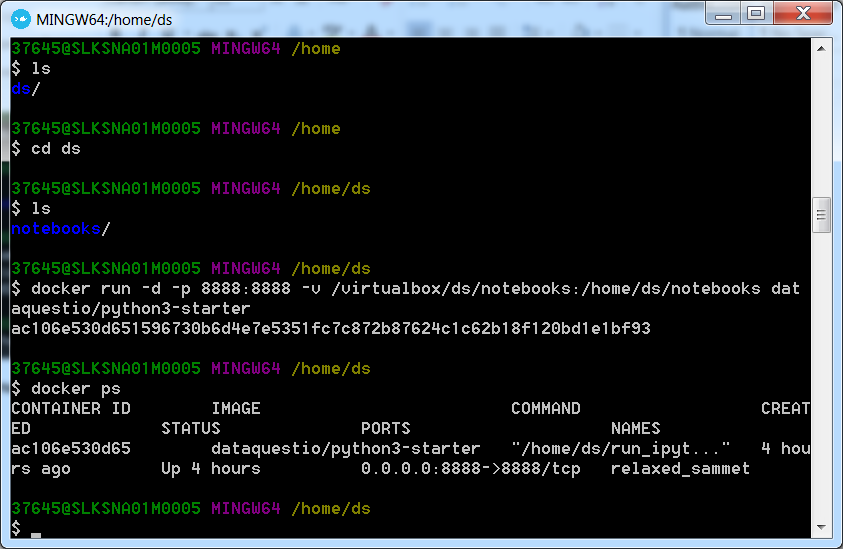 MINGW64:/home/ds
37645@SLKSNA01M0005 MINGW64 /home
$ ls
ds/
37645@SLKSNA01M0005 MINGW64 /home
$ cd ds
37645@SLKSNA01M0005 MINGW64 /home/ds
$ ls
notebooks/
37645@SLKSNA01M0005 MINGW64 /home/ds
$ docker run -d -p 8888:8888 -v /virtualbox/ds/notebooks:/home/ds/notebooks dat
aquestio/python3-starter
ac106e530d651596730b6d4e7e5351fc7c872b87624c1c62b18f120bd1e1bf93
37645@SLKSNA01M0005 MINGW64 /home/ds
$ docker ps
CONTAINER ID        IMAGE                         COMMAND                  CREAT
ED             STATUS              PORTS                    NAMES
ac106e530d65        dataquestio/python3-starter   "/home/ds/run_ipyt..."   4 hou
rs ago         Up 4 hours          0.0.0.0:8888->8888/tcp   relaxed_sammet
37645@SLKSNA01M0005 MINGW64 /home/ds
$